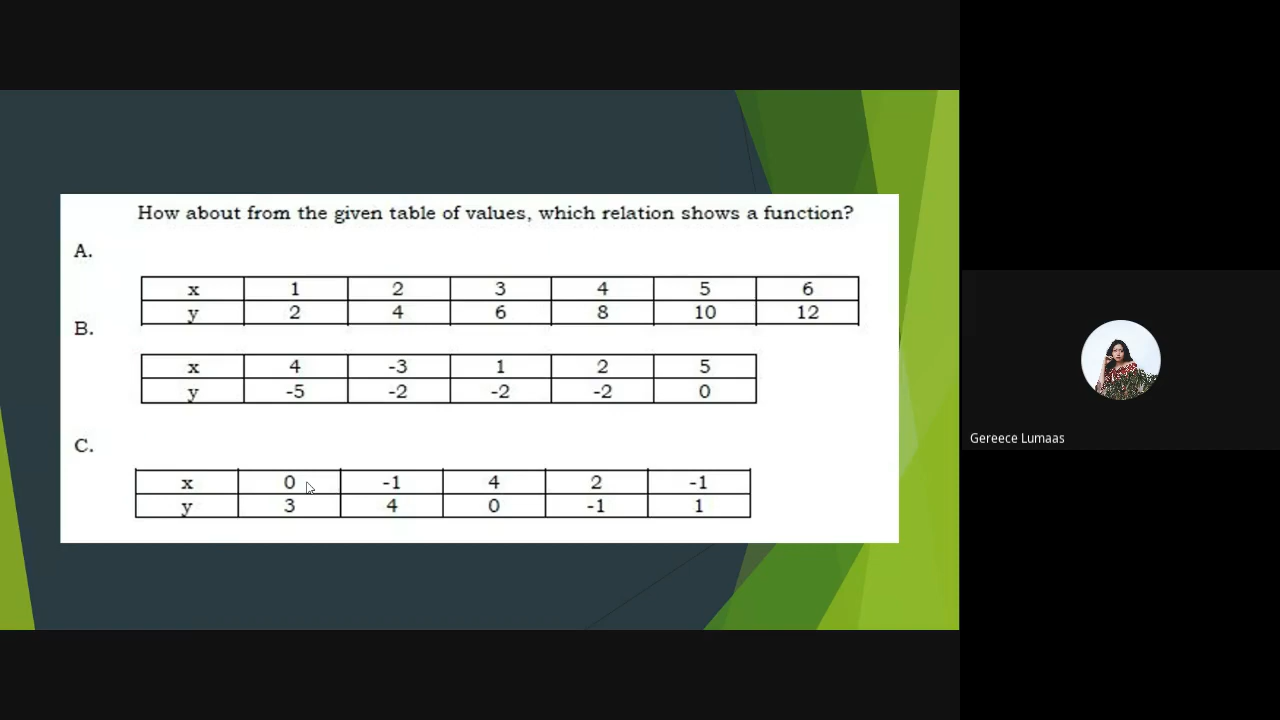 How about from the given table of values, which relation shows a function?
A.
x 1 2 3 4 5 6
y 2 4 6 8 10 12
B.
x 4 -3 1 2 5
y -5 -2 -2 -2 0
C.
x 0 -1 4 2 -1
y 3 4 0 -1 1
Gereece Lumaas